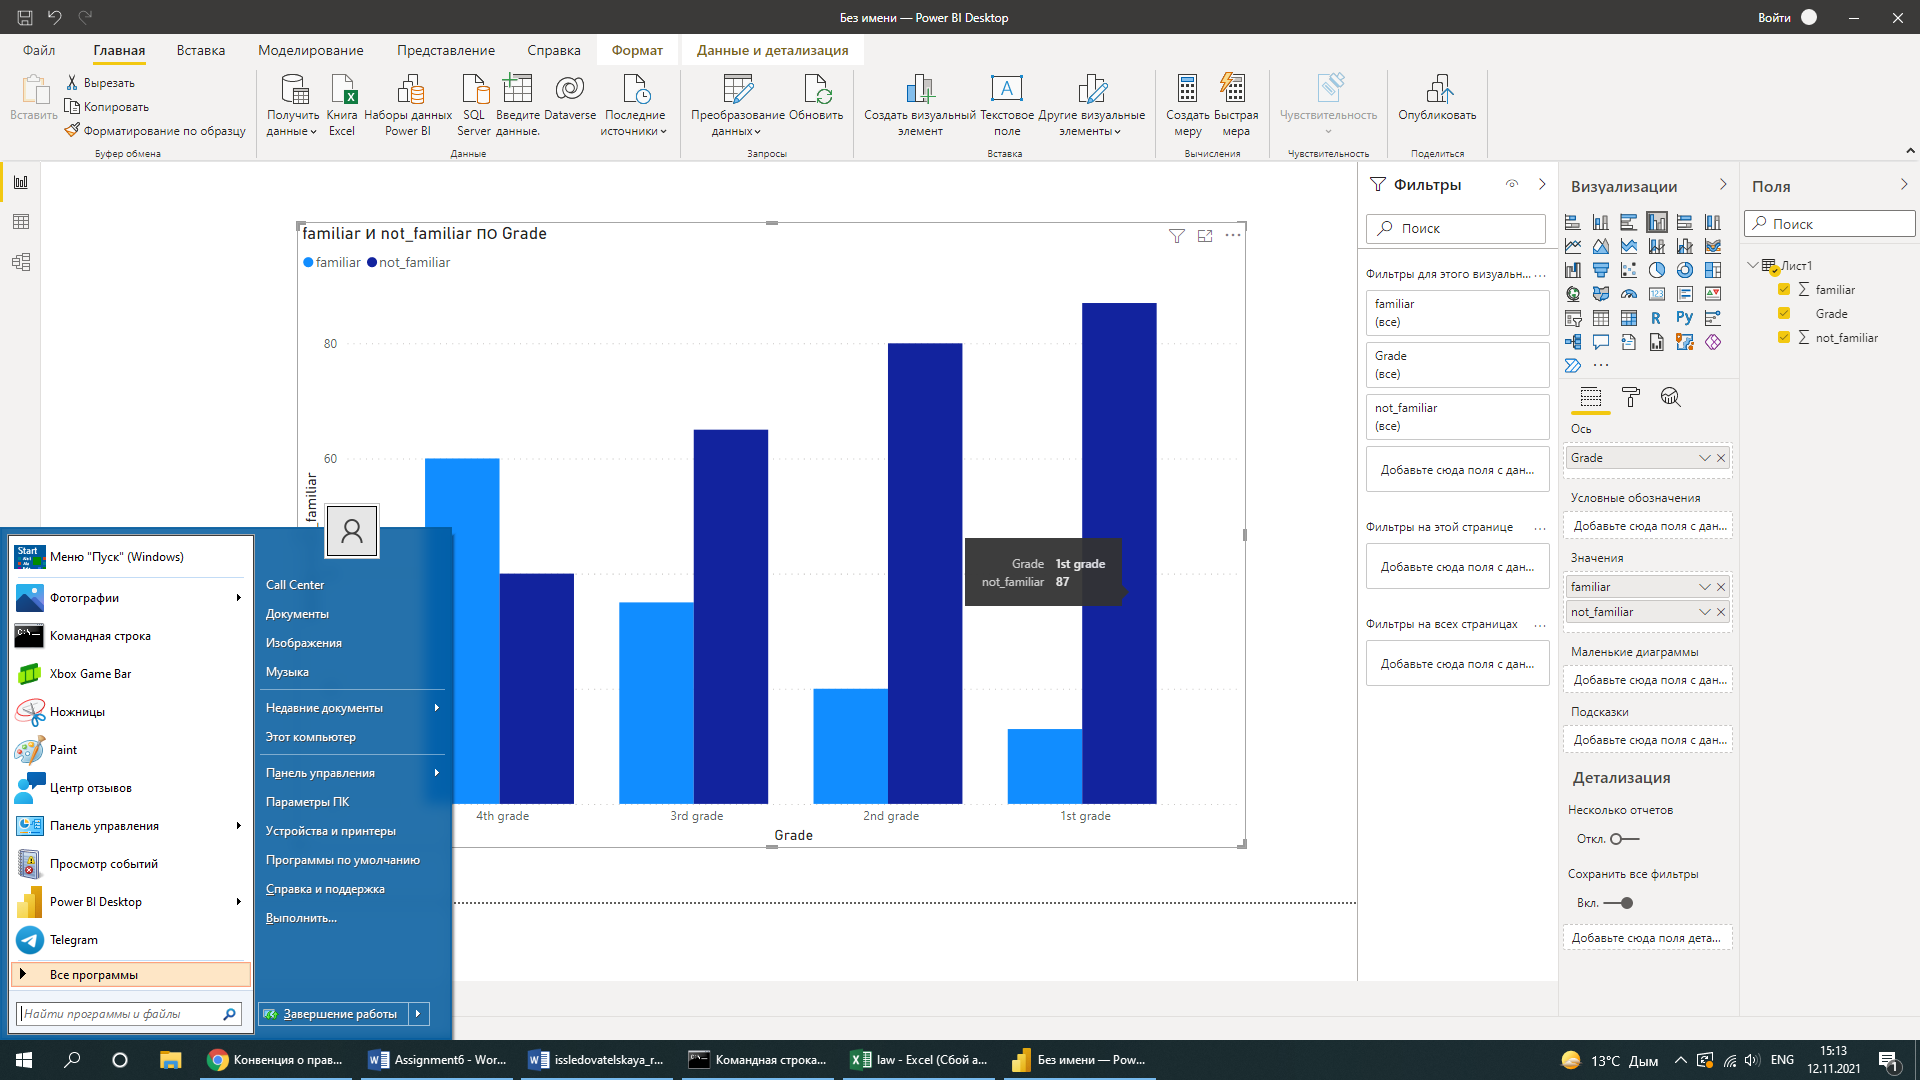 Без имени — Power BI Desktop
Войти
Файл
Главная
Вставка
Моделирование
Представление
Справка
Формат
Данные и детализация
Вставить
Вырезать
Копировать
Форматирование по образцу
Буфер обмена
Получить данные
Книга Excel
Наборы данных Power BI
SQL Server
Введите данные.
Dataverse
Последние источники
Данные
Преобразование данных
Обновить
Запросы
Создать визуальный элемент
Текстовое поле
Другие визуальные элементы
Вставка
Создать меру
Быстрая мера
Вычисления
Чувствительность
Чувствительность
Опубликовать
Поделиться
familiar и not_familiar по Grade
familiar
not_familiar
80
60
_familiar
Grade 1st grade
not_familiar 87
4th grade
3rd grade
2nd grade
1st grade
Grade
Фильтры
Поиск
Фильтры для этого визуальн...
familiar
(все)
Grade
(все)
not_familiar
(все)
Добавьте сюда поля с дан...
Фильтры на этой странице
Добавьте сюда поля с дан...
Фильтры на всех страницах
Добавьте сюда поля с дан...
Визуализации
R
Py
123
Ось
Grade
Условные обозначения
Добавьте сюда поля с дан...
Значения
familiar
not_familiar
Маленькие диаграммы
Добавьте сюда поля с дан...
Подсказки
Добавьте сюда поля с дан...
Детализация
Несколько отчетов
Откл.
Сохранить все фильтры
Вкл.
Добавьте сюда поля дета...
Поля
Поиск
Лист1
familiar
Grade
not_familiar
Start
Меню "Пуск" (Windows)
Фотографии
Командная строка
Xbox Game Bar
Ножницы
Paint
Центр отзывов
Панель управления
Просмотр событий
Power BI Desktop
Telegram
Все программы
Найти программы и файлы
Call Center
Документы
Изображения
Музыка
Недавние документы
Этот компьютер
Панель управления
Параметры ПК
Устройства и принтеры
Программы по умолчанию
Справка и поддержка
Выполнить...
Завершение работы
Конвенция о прав...
Assignment6 - Wor...
issledovatelskaya_r...
Командная строка...
law - Excel (Сбой а...
Без имени — Pow...
13°C Дым
ENG
15:13
12.11.2021
1